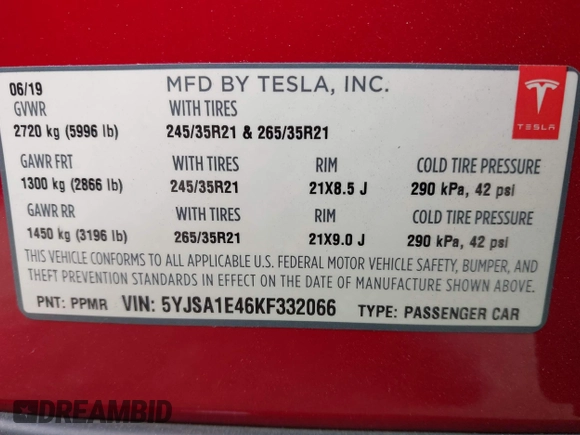 06/19 MFD BY TESLA, INC.
GVWR WITH TIRES
2720 kg (5996 lb) 245/35R21 & 265/35R21
TESLA
GAWR FRT WITH TIRES RIM COLD TIRE PRESSURE
1300 kg (2866 lb) 245/35R21 21X8.5 J 290 kPa, 42 psi
GAWR RR WITH TIRES RIM COLD TIRE PRESSURE
1450 kg (3196 lb) 265/35R21 21X9.0 J 290 kPa, 42 psi
THIS VEHICLE CONFORMS TO ALL APPLICABLE U.S. FEDERAL MOTOR VEHICLE SAFETY, BUMPER, AND
THEFT PREVENTION STANDARDS IN EFFECT ON THE DATE OF MANUFACTURE SHOWN ABOVE.
PNT: PPMR VIN: 5YJSA1E46KF332066 TYPE: PASSENGER CAR
DREAMBID